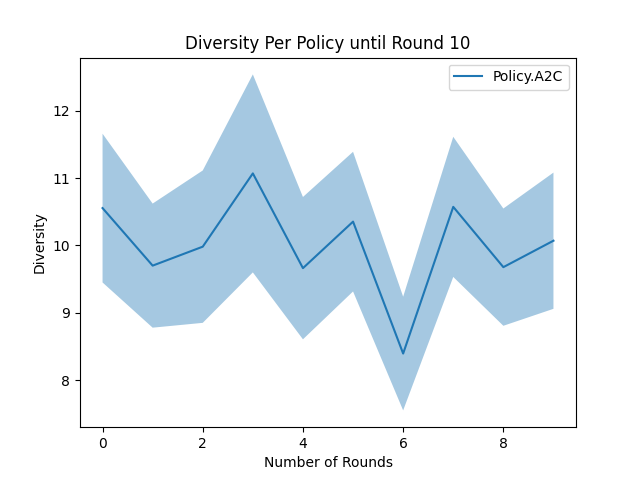 Diversity Per Policy until Round 10
Policy.A2C
12
11
10
9
8
Diversity
0 2 4 6 8
Number of Rounds